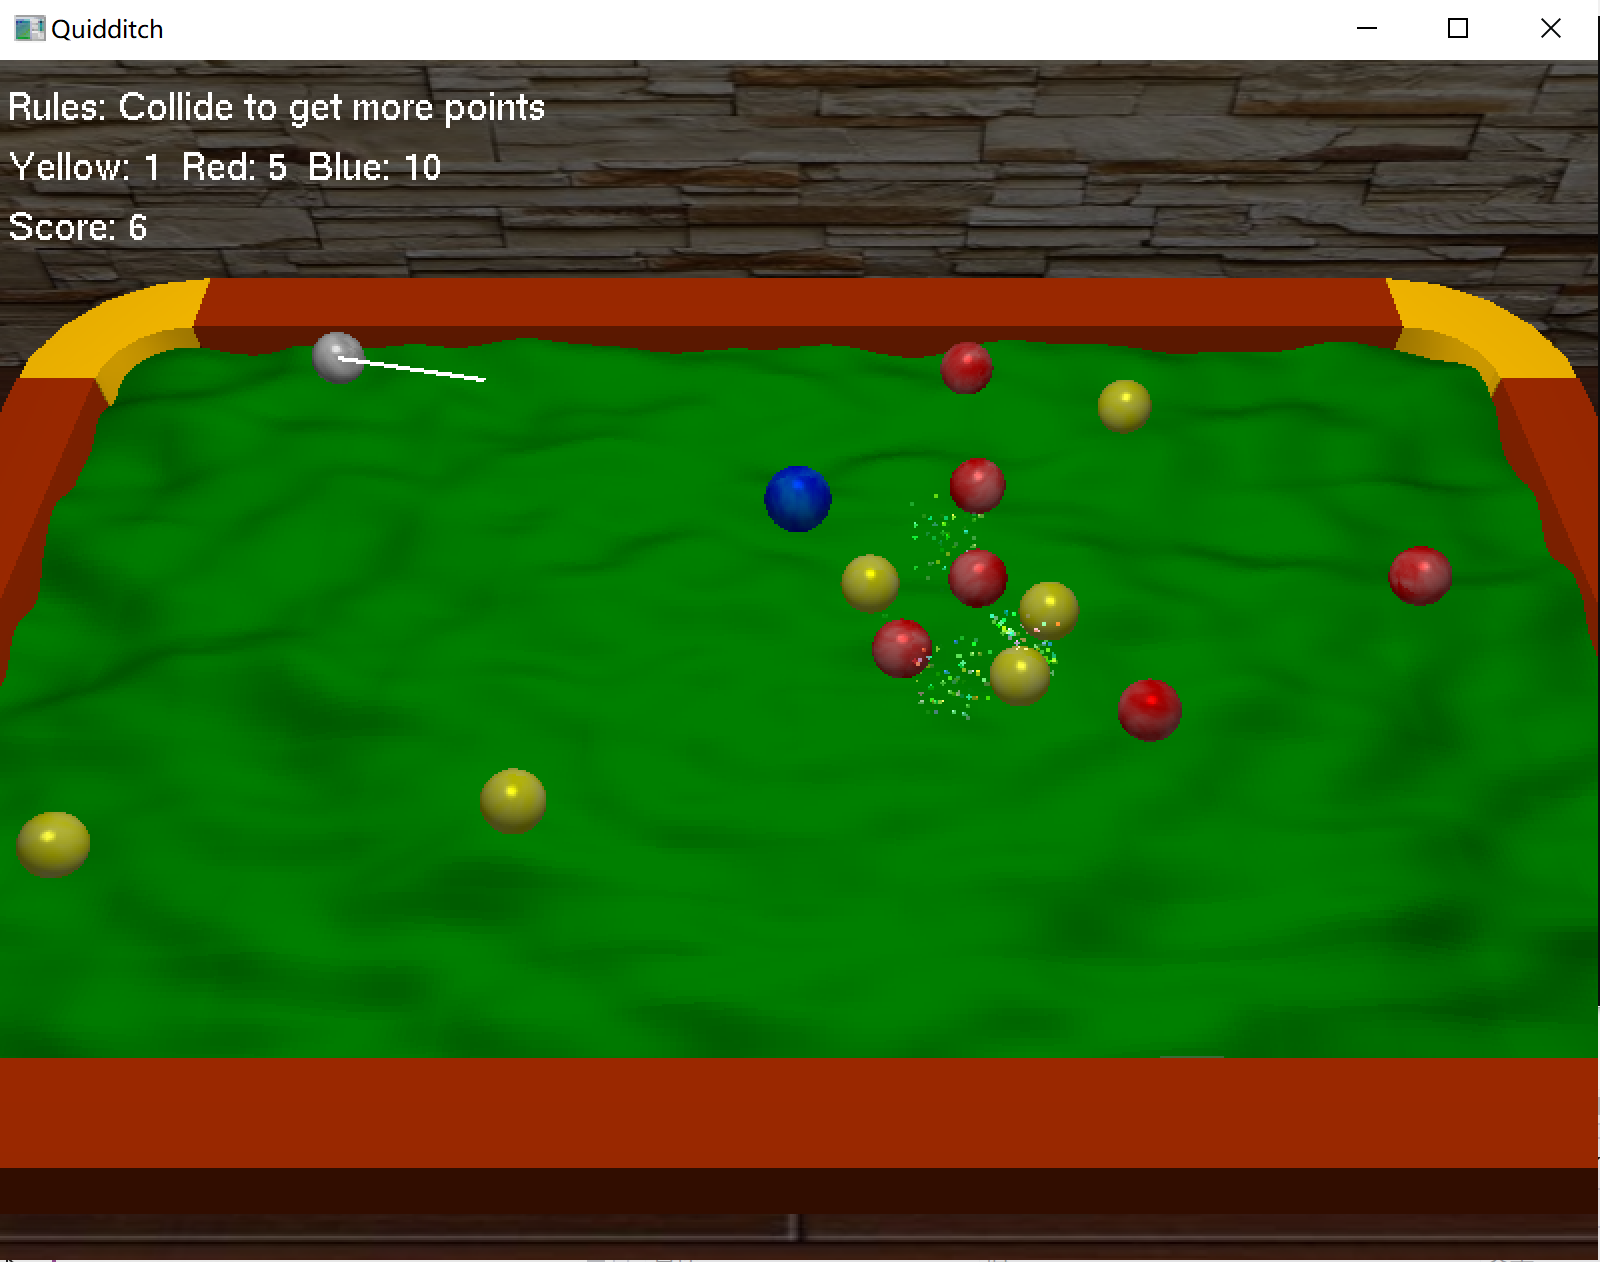 Quidditch
Rules: Collide to get more points
Yellow: 1  Red: 5  Blue: 10
Score: 6